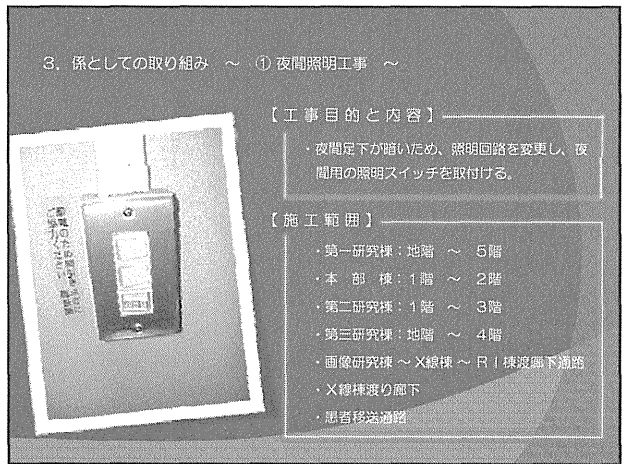 3. 係としての取り組み ～ ① 夜間照明工事 ～
【工事目的と内容】
・夜間足下が暗いため、照明回路を変更し、夜
間用の照明スイッチを取付ける。
【施工範囲】
・第一研究棟：地階 ～ 5階
・本 部 棟：1階 ～ 2階
・第二研究棟：1階 ～ 3階
・第三研究棟：地階 ～ 4階
・画像研究棟 ～ X線棟 ～ RI棟渡廊下通路
・X線棟渡り廊下
・患者移送通路